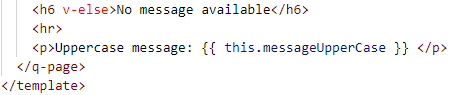 <h6 v-else>No message available</h6>
<hr>
<p>Uppercase message: {{ this.messageUpperCase }} </p>
</q-page>
</template>